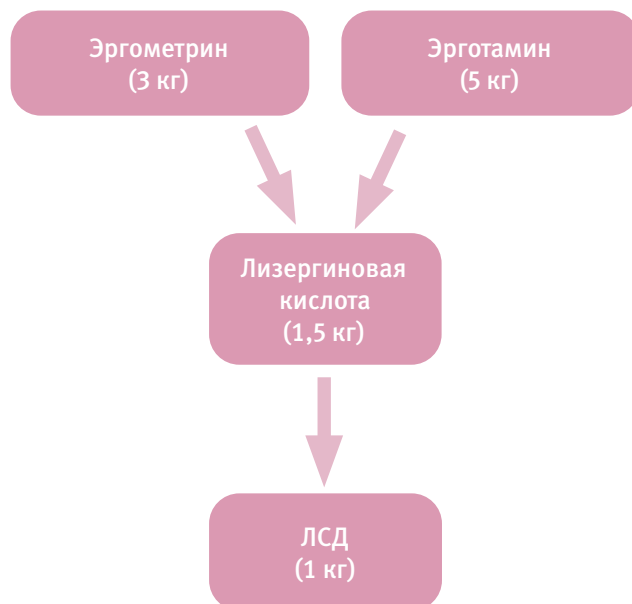 Эргометрин
(3 кг)
Эрготамин
(5 кг)
Лизергиновая
кислота
(1,5 кг)
ЛСД
(1 кг)